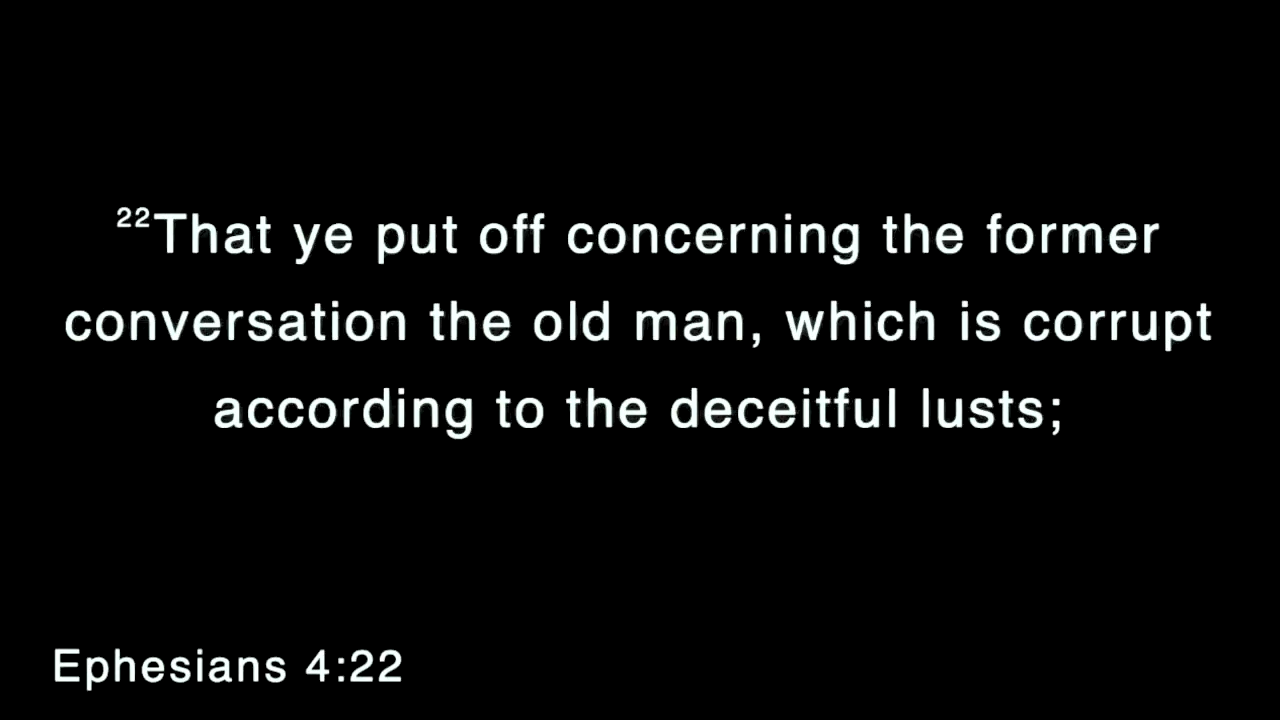 22That ye put off concerning the former
conversation the old man, which is corrupt
according to the deceitful lusts;
Ephesians 4:22